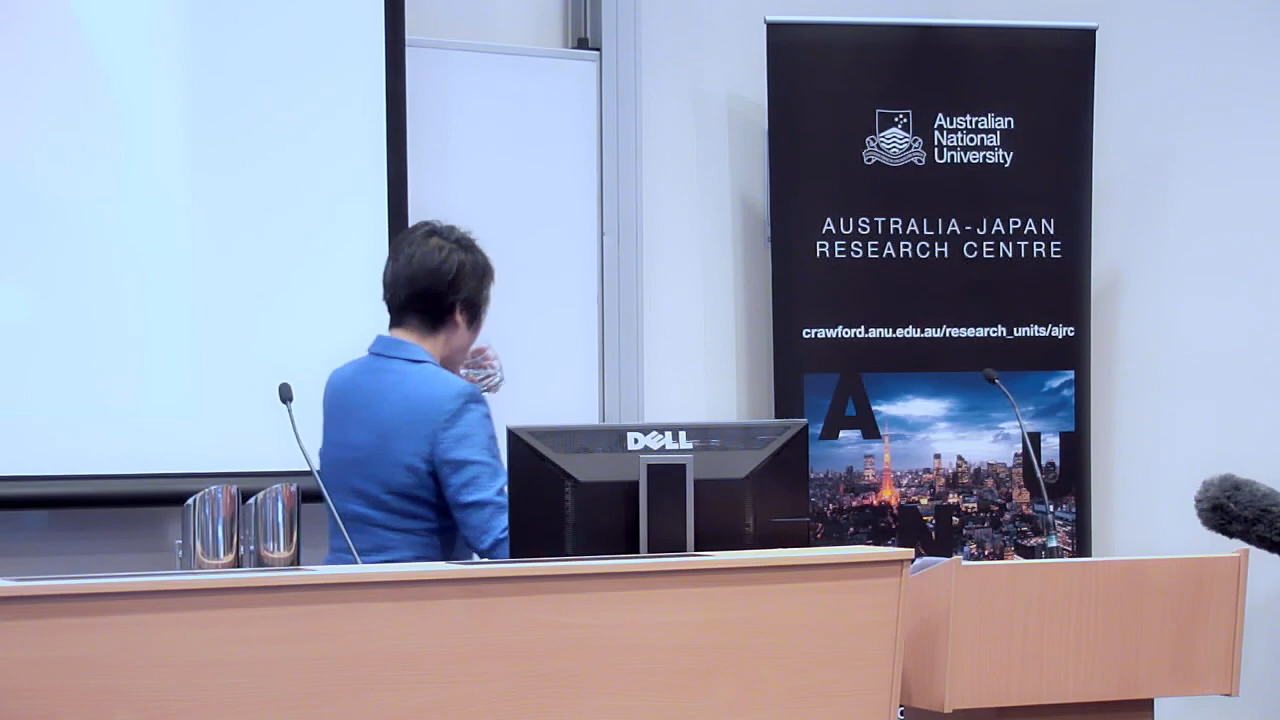 Australian
National
University
AUSTRALIA-JAPAN
RESEARCH CENTRE
crawford.anu.edu.au/research_units/ajrc
A
U
N
DELL